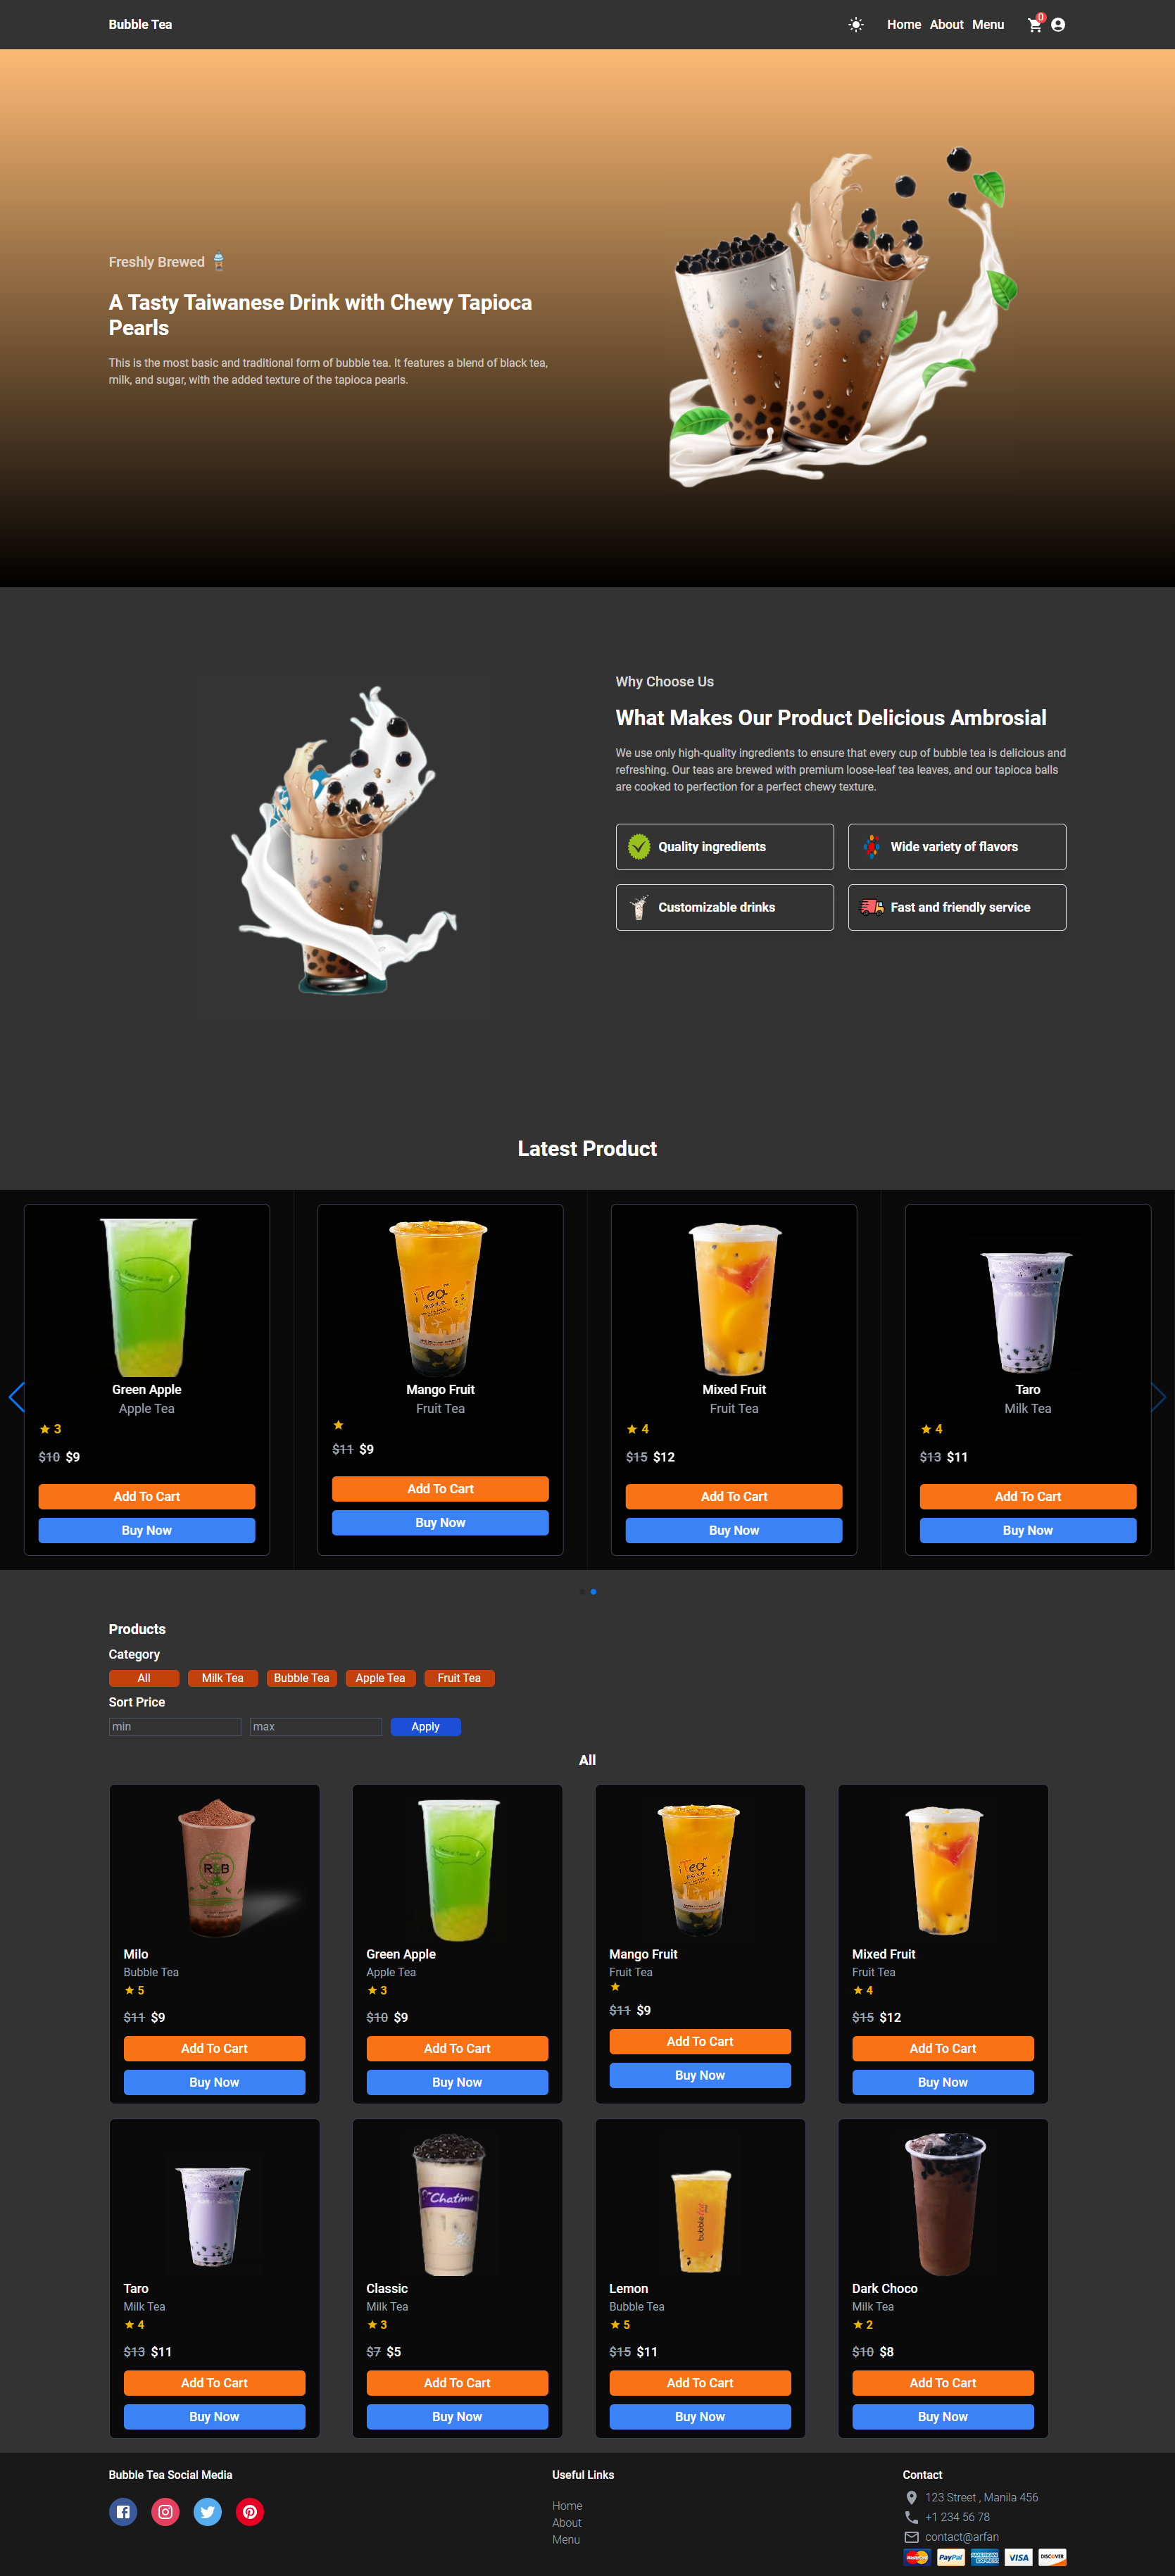 Bubble Tea
Home About Menu
0
Freshly Brewed
A Tasty Taiwanese Drink with Chewy Tapioca
Pearls
This is the most basic and traditional form of bubble tea. It features a blend of black tea,
milk, and sugar, with the added texture of the tapioca pearls.
Why Choose Us
What Makes Our Product Delicious Ambrosial
We use only high-quality ingredients to ensure that every cup of bubble tea is delicious and
refreshing. Our teas are brewed with premium loose-leaf tea leaves, and our tapioca balls
are cooked to perfection for a perfect chewy texture.
Quality ingredients
Wide variety of flavors
Customizable drinks
Fast and friendly service
Latest Product
Green Apple
Apple Tea
3
$10 $9
Add To Cart
Buy Now
iTea
Mango Fruit
Fruit Tea
$11 $9
Add To Cart
Buy Now
Mixed Fruit
Fruit Tea
4
$15 $12
Add To Cart
Buy Now
Taro
Milk Tea
4
$13 $11
Add To Cart
Buy Now
Products
Category
All Milk Tea Bubble Tea Apple Tea Fruit Tea
Sort Price
min max Apply
All
R&B
Milo
Bubble Tea
5
$11 $9
Add To Cart
Buy Now
Green Apple
Apple Tea
3
$10 $9
Add To Cart
Buy Now
iTea
Mango Fruit
Fruit Tea
$11 $9
Add To Cart
Buy Now
Mixed Fruit
Fruit Tea
4
$15 $12
Add To Cart
Buy Now
Taro
Milk Tea
4
$13 $11
Add To Cart
Buy Now
Chatime
Classic
Milk Tea
3
$7 $5
Add To Cart
Buy Now
bubble
Lemon
Bubble Tea
5
$15 $11
Add To Cart
Buy Now
Dark Choco
Milk Tea
2
$10 $8
Add To Cart
Buy Now
Bubble Tea Social Media
Useful Links
Home
About
Menu
Contact
123 Street , Manila 456
+1 234 56 78
contact@arfan
MasterCard PayPal AMERICAN EXPRESS VISA DISCOVER